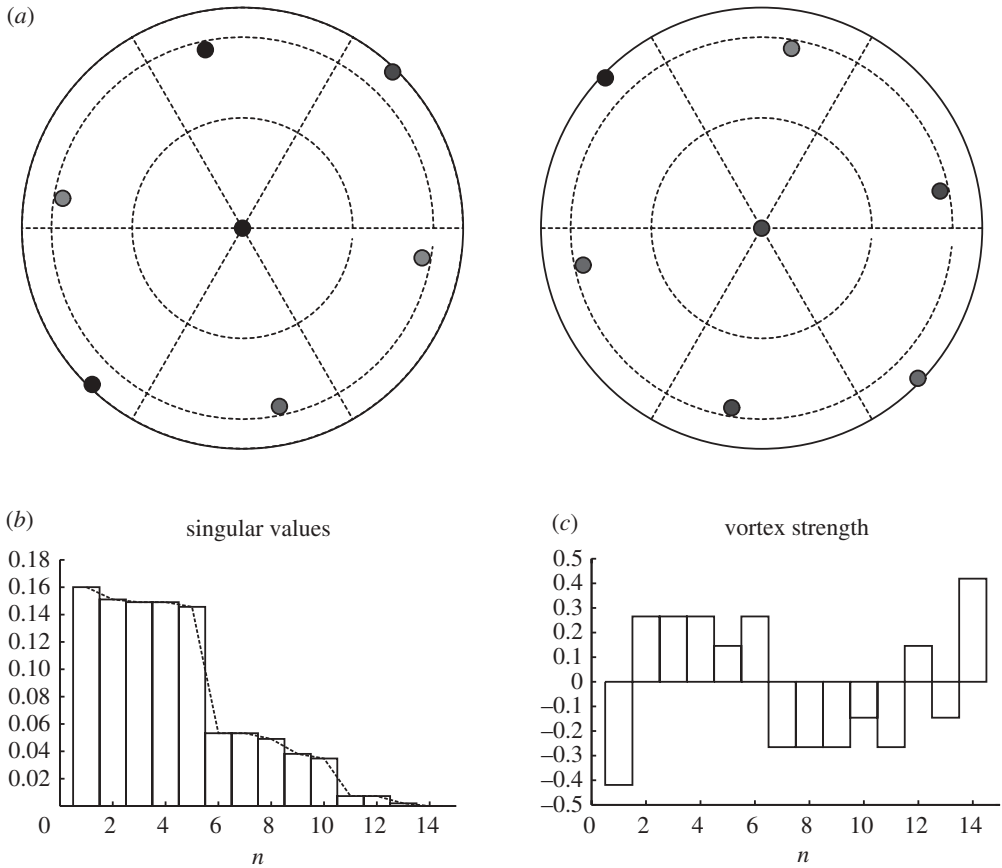 (a)
(b)
singular values
0.18
0.16
0.14
0.12
0.10
0.08
0.06
0.04
0.02
0 2 4 6 8 10 12 14
n
(c)
vortex strength
0.5
0.4
0.3
0.2
0.1
0
–0.1
–0.2
–0.3
–0.4
–0.5
0 2 4 6 8 10 12 14
n